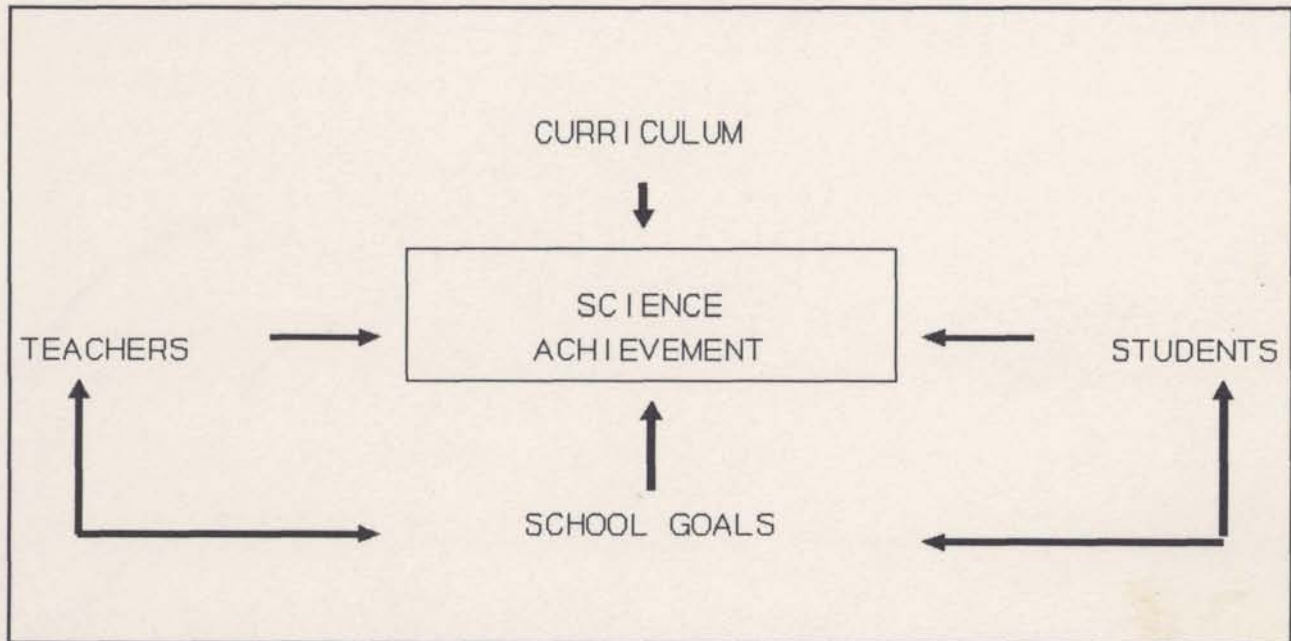 CURRICULUM
SCIENCE
ACHIEVEMENT
TEACHERS
STUDENTS
SCHOOL GOALS